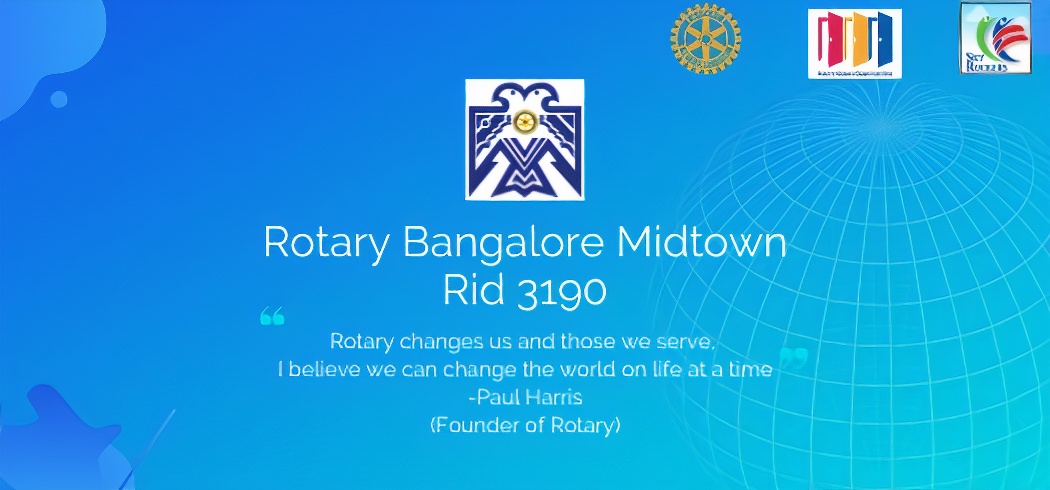 Rotary Bangalore Midtown
Rid 3190
“
Rotary changes us and those we serve,
I believe we can change the world on life at a time
”
-Paul Harris
(Founder of Rotary)